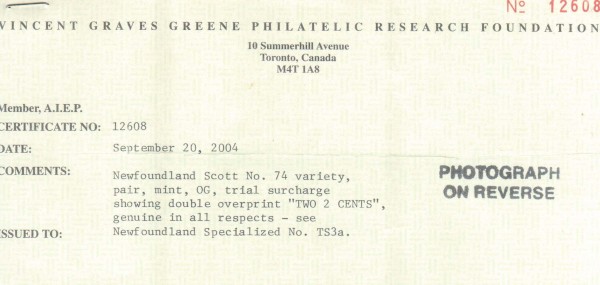 No 12608
VINCENT GRAVES GREENE PHILATELIC RESEARCH FOUNDATION
10 Summerhill Avenue
Toronto, Canada
M4T 1A8
Member, A.I.E.P.
CERTIFICATE NO: 12608
DATE: September 20, 2004
COMMENTS: Newfoundland Scott No. 74 variety,
pair, mint, OG, trial surcharge
showing double overprint "TWO 2 CENTS",
genuine in all respects - see
ISSUED TO: Newfoundland Specialized No. TS3a.
PHOTOGRAPH
ON REVERSE